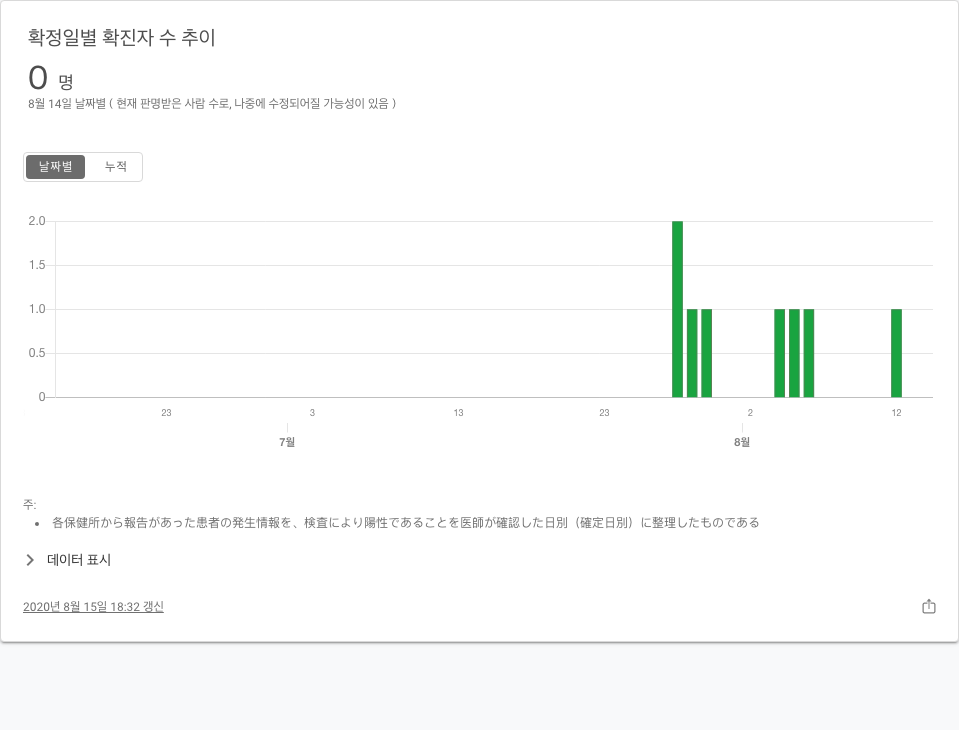 확정일별 확진자 수 추이
0 명
8월 14일 날짜별 ( 현재 판명받은 사람 수로, 나중에 수정되어질 가능성이 있음 )
날짜별 누적
2.0
1.5
1.0
0.5
0
23 3 13 23 2 12
7월 8월
주:
• 各保健所から報告があった患者の発生情報を、検査により陽性であることを医師が確認した日別（確定日別）に整理したものである
데이터 표시
2020년 8월 15일 18:32 갱신